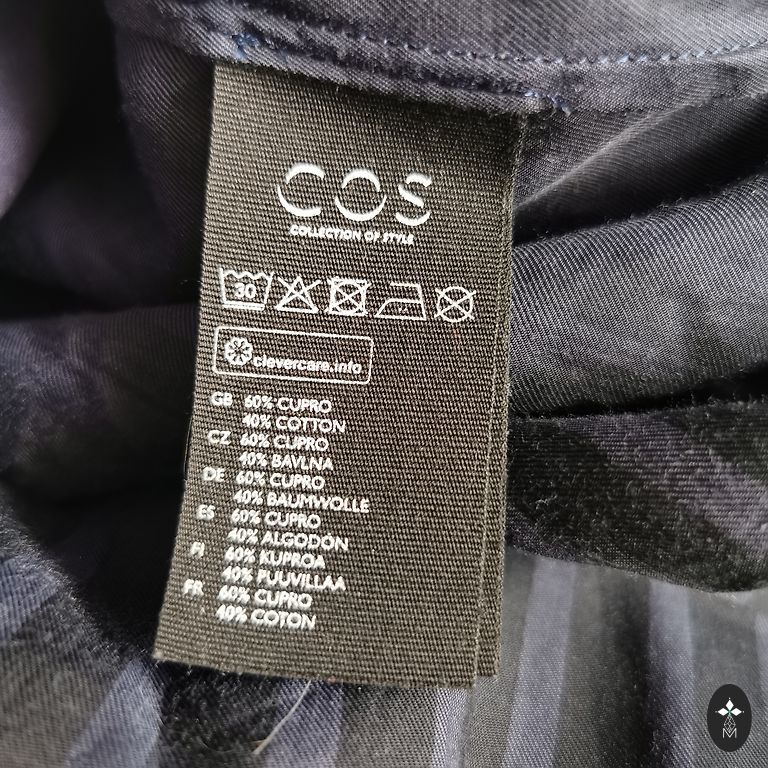 COS
COLLECTION OF STYLE
30
clevercare.info
GB 60% CUPRO
40% COTTON
CZ 60% CUPRO
40% BAVLNA
DE 60% CUPRO
40% BAUMWOLLE
ES 60% CUPRO
40% ALGODÓN
FI 60% KUPROA
40% PUUVILLAA
FR 60% CUPRO
40% COTON
M